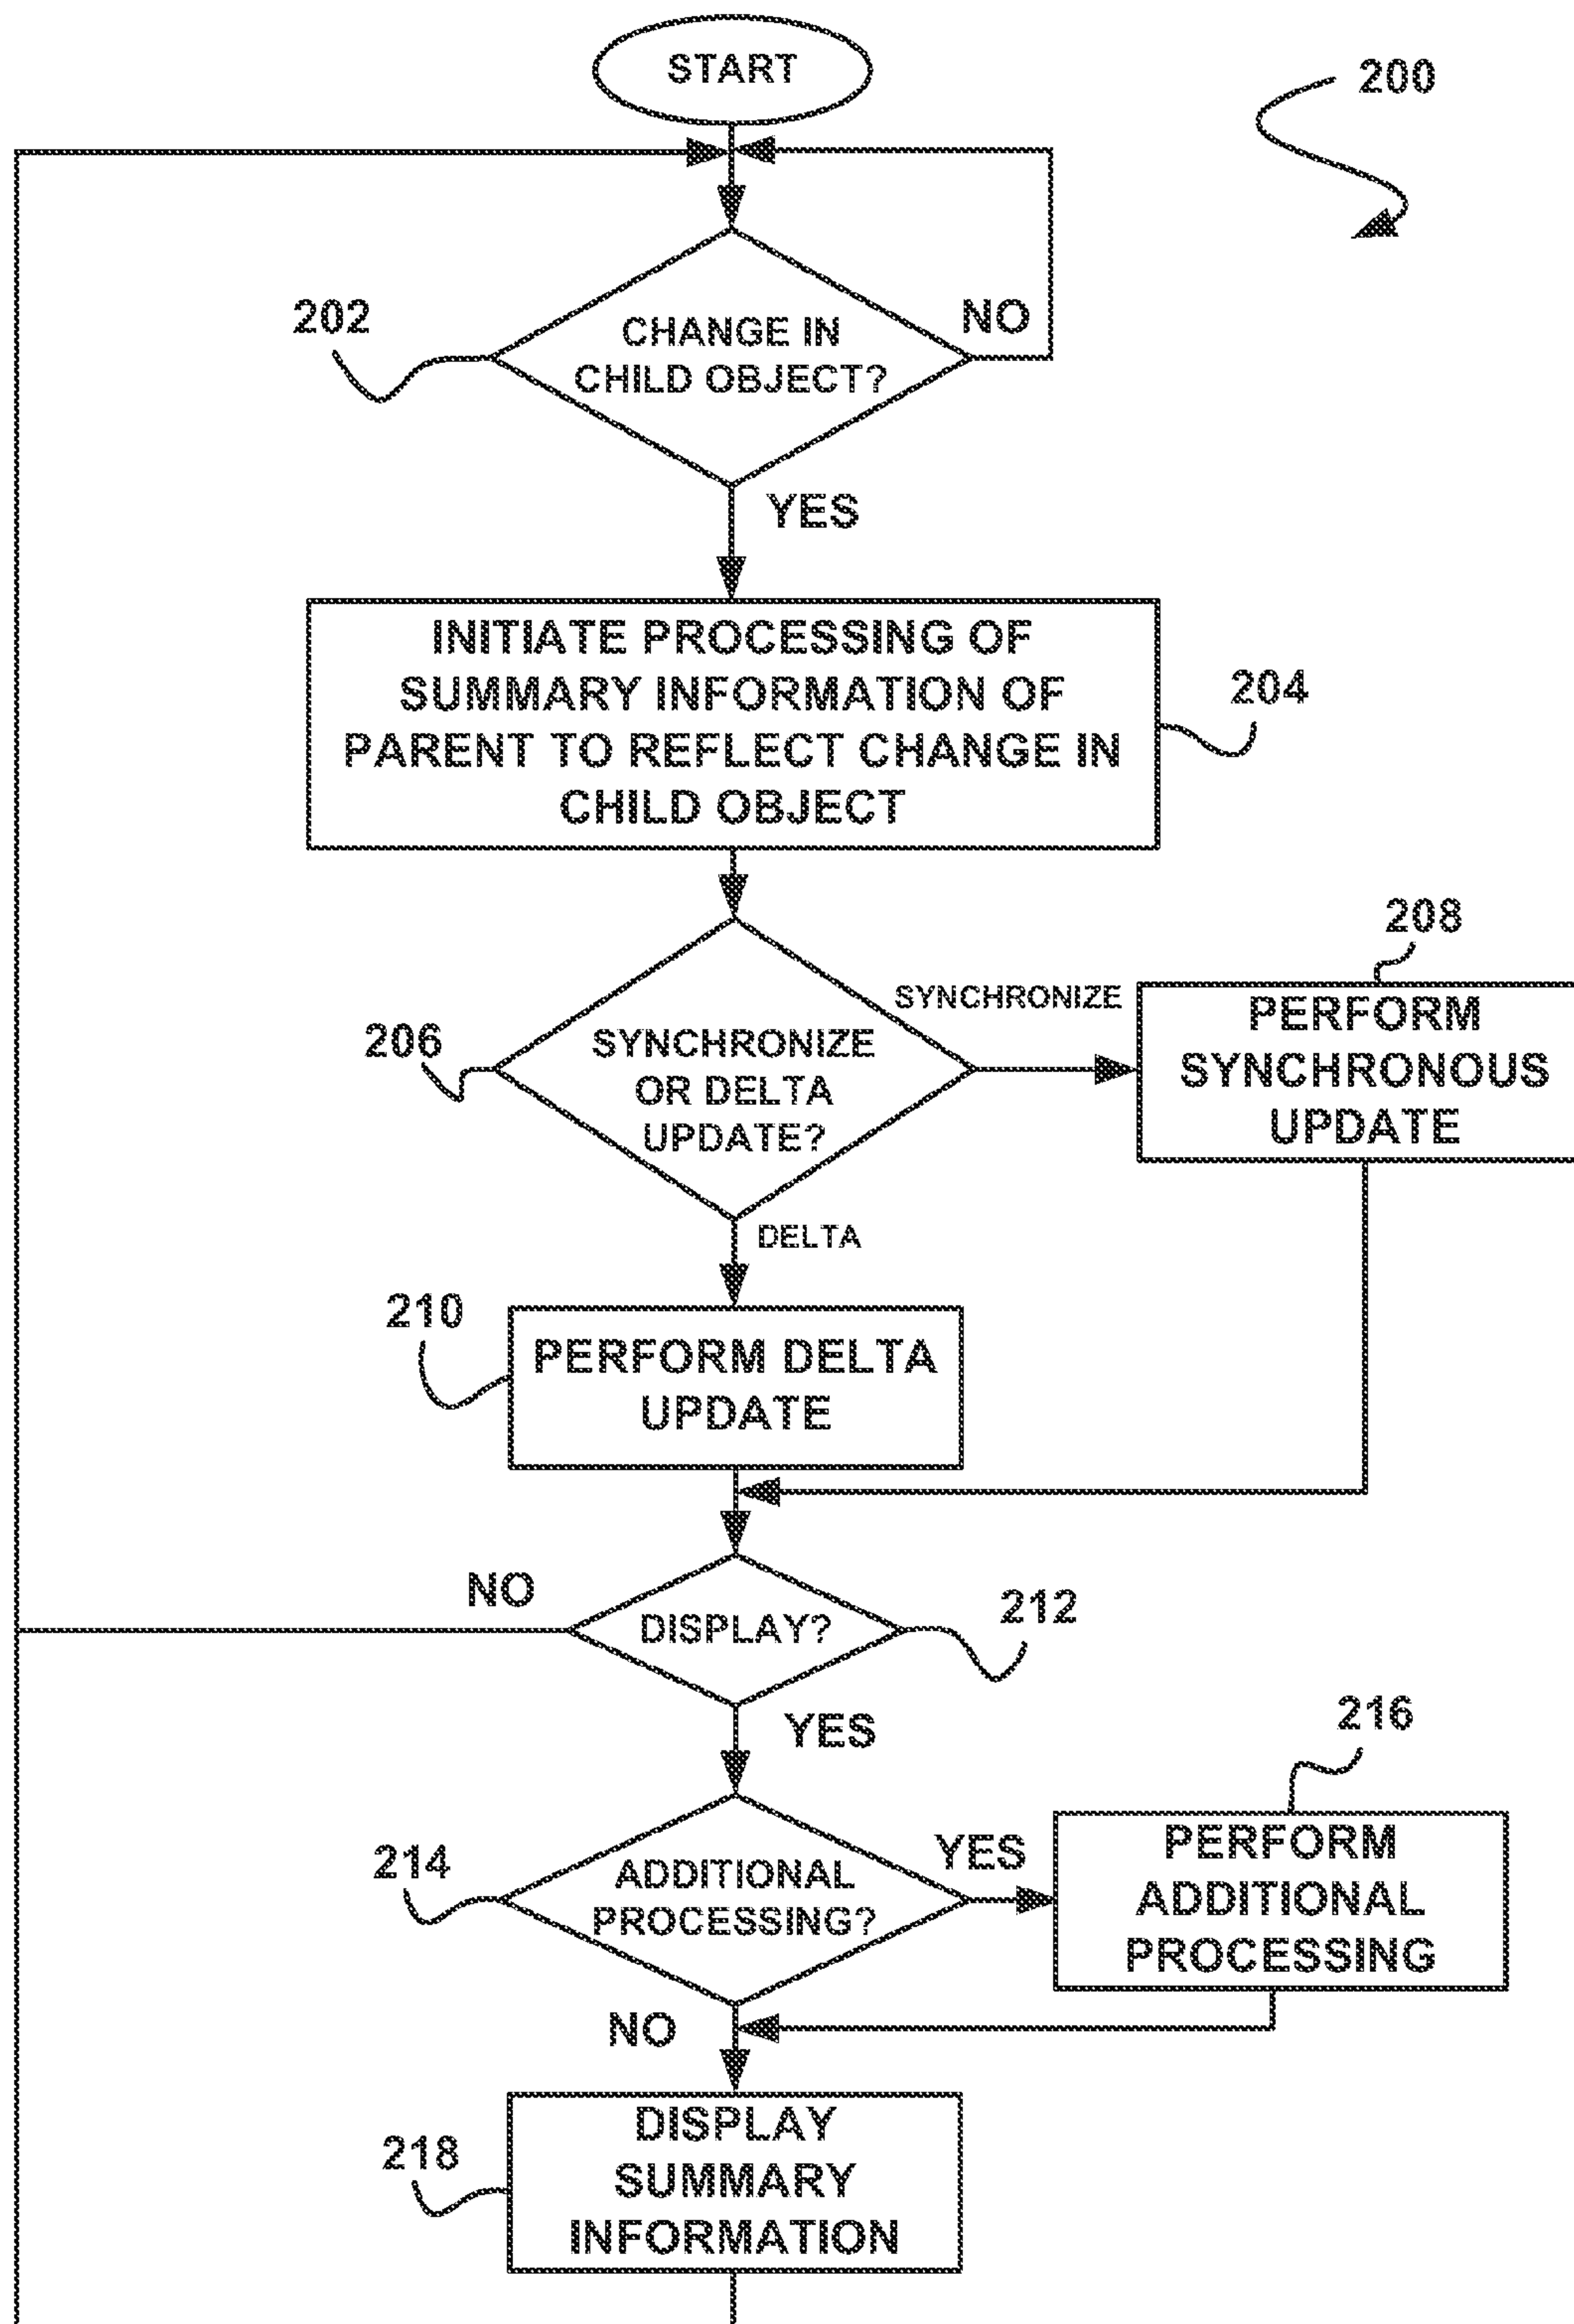 START
200
202
CHANGE IN
CHILD OBJECT?
NO
YES
INITIATE PROCESSING OF
SUMMARY INFORMATION OF
PARENT TO REFLECT CHANGE IN
CHILD OBJECT
204
206
SYNCHRONIZE
OR DELTA
UPDATE?
SYNCHRONIZE
208
PERFORM
SYNCHRONOUS
UPDATE
DELTA
210
PERFORM DELTA
UPDATE
NO
DISPLAY?
212
YES
214
ADDITIONAL
PROCESSING?
YES
216
PERFORM
ADDITIONAL
PROCESSING
NO
218
DISPLAY
SUMMARY
INFORMATION